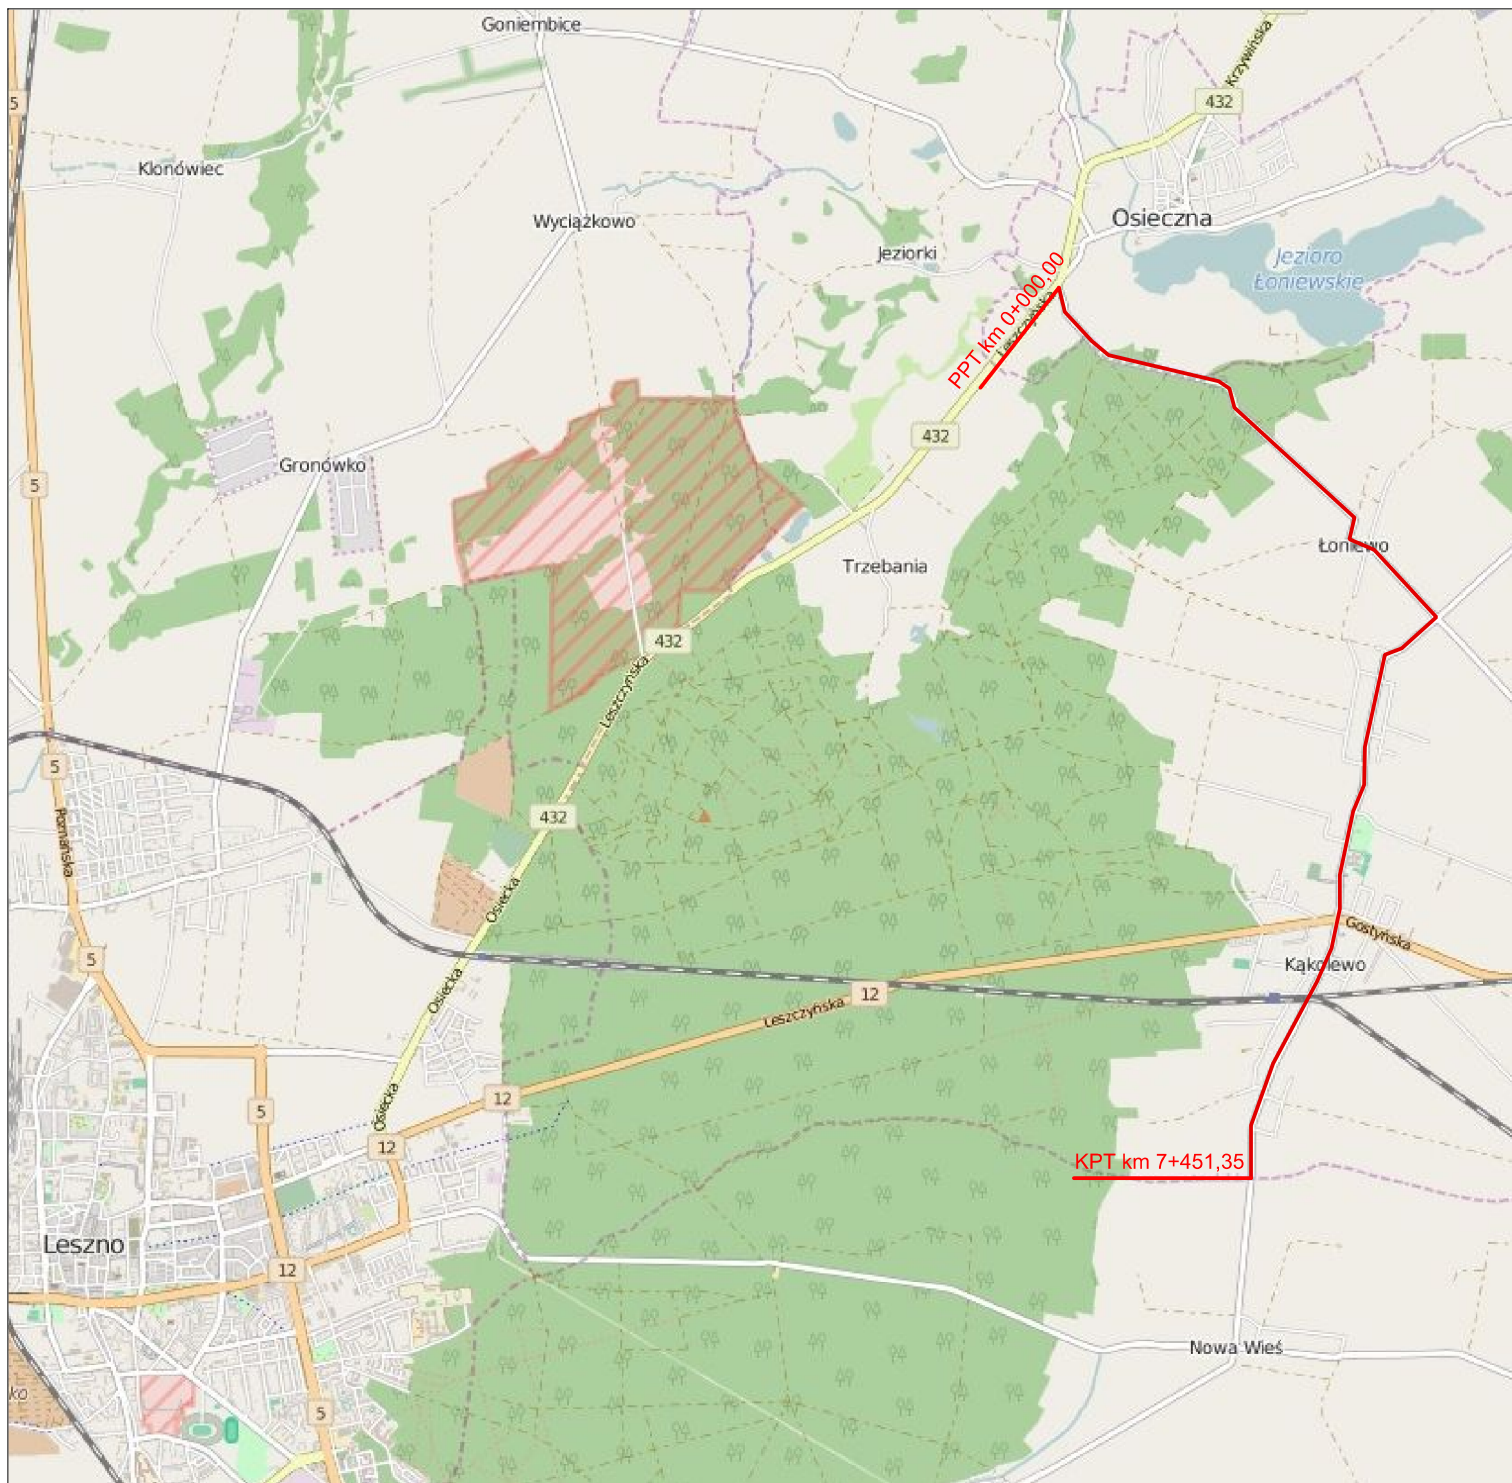 Goniembice
Krzywińska
432
5
Klonówiec
Wyciążkowo
Osieczna
Jeziorki
Jezioro
Łoniewskie
PPT km 0+000,00
Leszczyńska
432
Gronówko
5
Łoniewo
Trzebania
432
Leszczyńska
5
432
Poznańska
Osiecka
Gostyńska
5
Kąkolewo
Osiecka
12
Leszczyńska
Osiecka
12
5
12
KPT km 7+451,35
Leszno
12
Nowa Wieś
ko
5